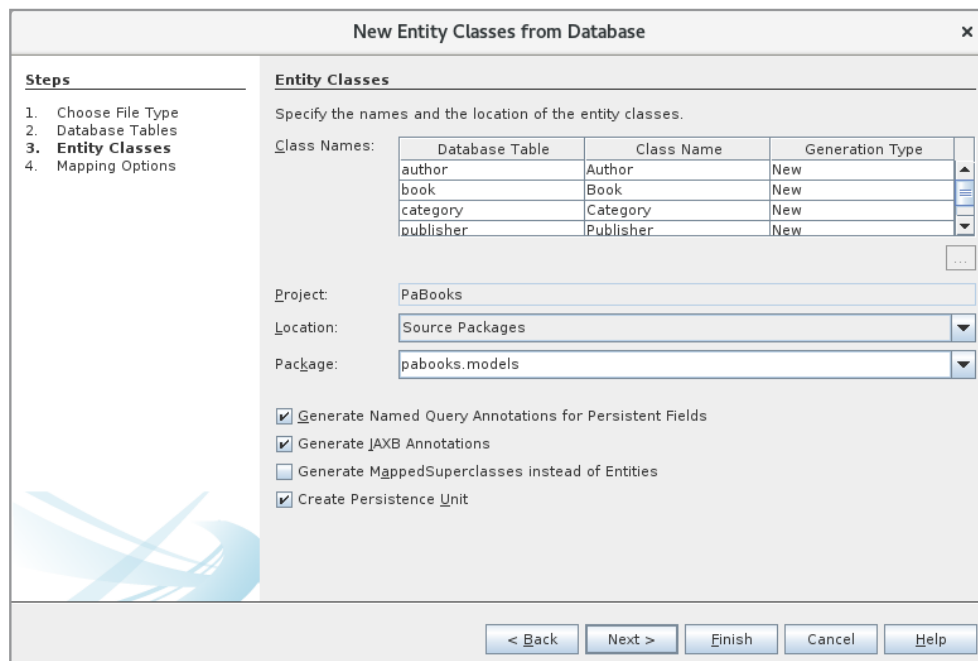 New Entity Classes from Database
×
Steps
1. Choose File Type
2. Database Tables
3. Entity Classes
4. Mapping Options
Entity Classes
Specify the names and the location of the entity classes.
Class Names:
Database Table Class Name Generation Type
author Author New
book Book New
category Category New
publisher Publisher New
...
Project: PaBooks
Location: Source Packages
Package: pabooks.models
Generate Named Query Annotations for Persistent Fields
Generate JAXB Annotations
Generate MappedSuperclasses instead of Entities
Create Persistence Unit
< Back Next > Finish Cancel Help